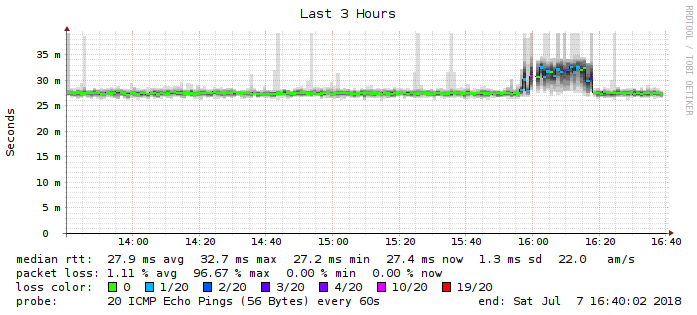 Last 3 Hours
RRDTOOL / TOBI OETIKER
Seconds
35 m
30 m
25 m
20 m
15 m
10 m
5 m
0
14:00 14:20 14:40 15:00 15:20 15:40 16:00 16:20 16:40
median rtt: 27.9 ms avg 32.7 ms max 27.2 ms min 27.4 ms now 1.3 ms sd 22.0 am/s
packet loss: 1.11 % avg 96.67 % max 0.00 % min 0.00 % now
loss color: 0 1/20 2/20 3/20 4/20 10/20 19/20
probe: 20 ICMP Echo Pings (56 Bytes) every 60s end: Sat Jul 7 16:40:02 2018